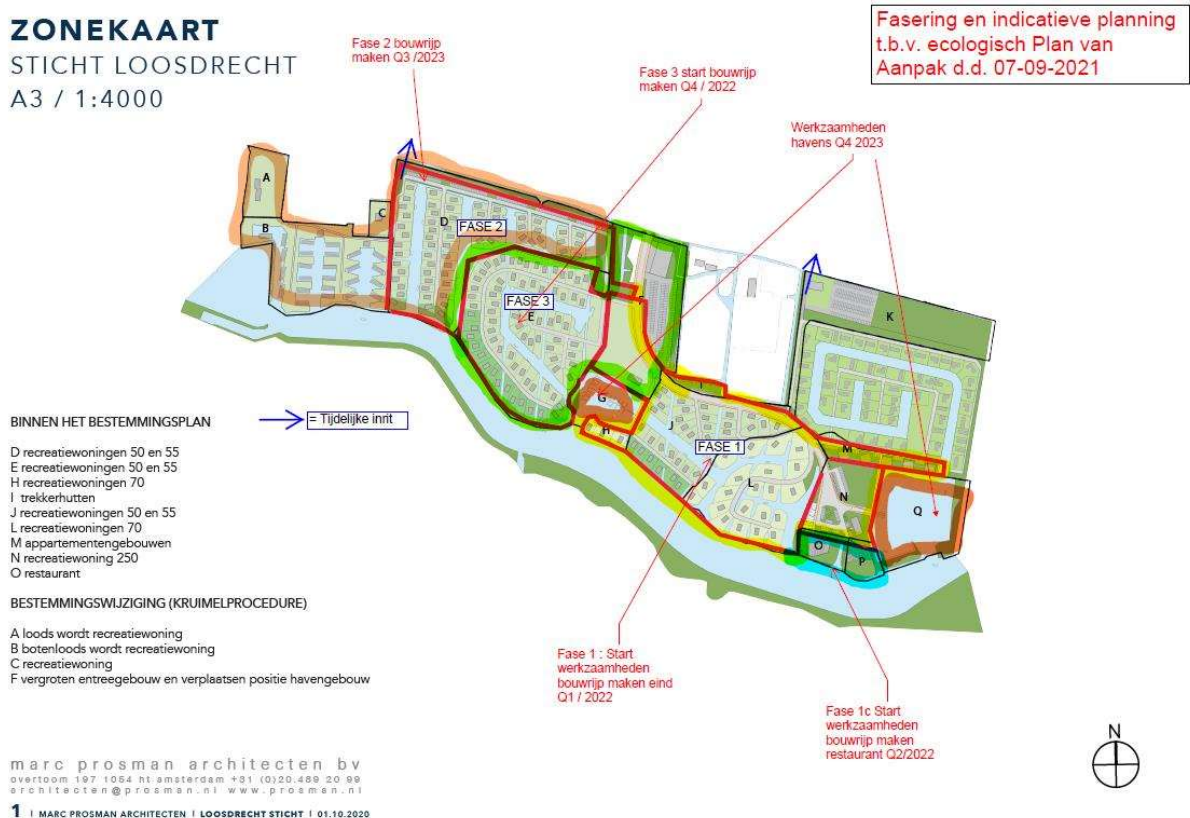 ZONEKAART
STICHT LOOSDRECHT
A3 / 1:4000
Fasering en indicatieve planning
t.b.v. ecologisch Plan van
Aanpak d.d. 07-09-2021
Fase 2 bouwrijp
maken Q3 /2023
Fase 3 start bouwrijp
maken Q4 / 2022
Werkzaamheden
havens Q4 2023
A
B
C
D
FASE 2
FASE 3
E
F
K
G
H
I
J
FASE 1
L
M
N
Q
O
P
BINNEN HET BESTEMMINGSPLAN
= Tijdelijke inrit
D recreatiewoningen 50 en 55
E recreatiewoningen 50 en 55
H recreatiewoningen 70
I trekkerhutten
J recreatiewoningen 50 en 55
L recreatiewoningen 70
M appartementengebouwen
N recreatiewoning 250
O restaurant
BESTEMMINGSWIJZIGING (KRUIMELPROCEDURE)
A loods wordt recreatiewoning
B botenloods wordt recreatiewoning
C recreatiewoning
F vergroten entreegebouw en verplaatsen positie havengebouw
Fase 1 : Start
werkzaamheden
bouwrijp maken eind
Q1 / 2022
Fase 1c Start
werkzaamheden
bouwrijp maken
restaurant Q2/2022
N
marc prosman architecten bv
overtoom 197 1054 ht amsterdam +31 (0)20.489 20 99
architecten@prosman.nl www.prosman.nl
1 | MARC PROSMAN ARCHITECTEN | LOOSDRECHT STICHT | 01.10.2020